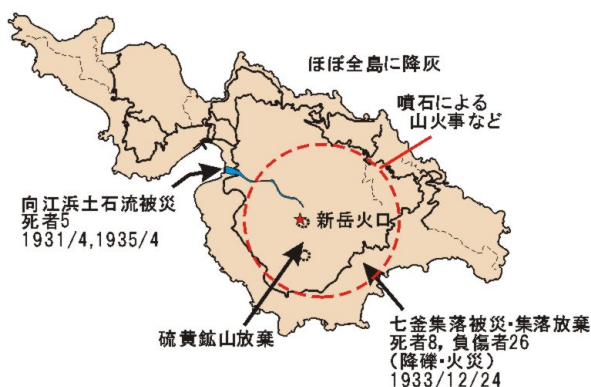 ほぼ全島に降灰
噴石による
山火事など
向江浜土石流被災
死者5
1931/4,1935/4
新岳火口
硫黄鉱山放棄
七釜集落被災・集落放棄
死者8, 負傷者26
(降礫・火災)
1933/12/24